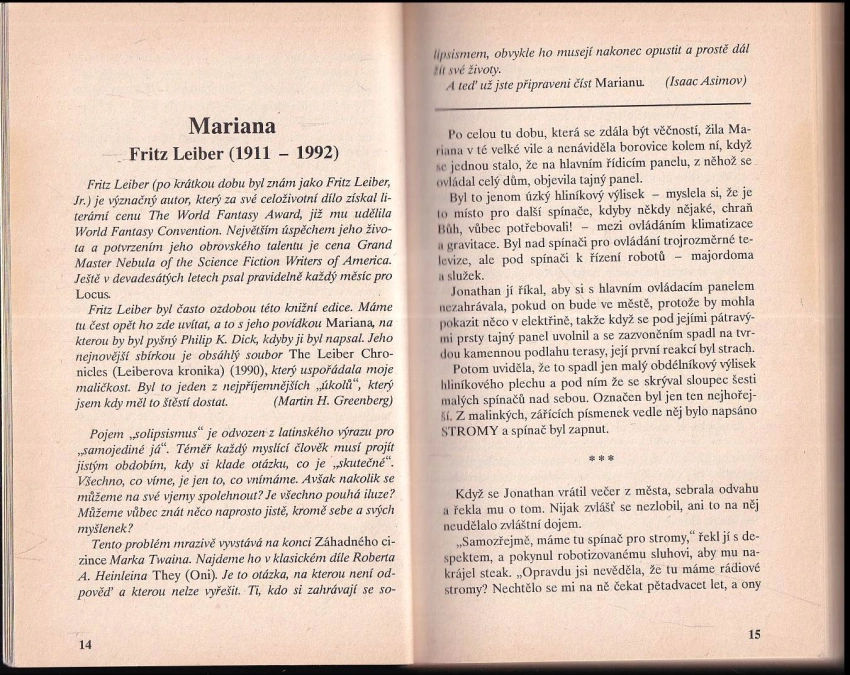 Mariana
Fritz Leiber (1911 – 1992)
Fritz Leiber (po krátkou dobu byl znám jako Fritz Leiber,
Jr.) je význačný autor, který za své celoživotní dílo získal li-
terární cenu The World Fantasy Award, již mu udělila
World Fantasy Convention. Největším úspěchem jeho živo-
ta a potvrzením jeho obrovského talentu je cena Grand
Master Nebula of the Science Fiction Writers of America.
Ještě v devadesátých letech psal pravidelně každý měsíc pro
Locus.
Fritz Leiber byl často ozdobou této knižní edice. Máme
tu čest opět ho zde uvítat, a to s jeho povídkou Mariana, na
kterou by byl pyšný Philip K. Dick, kdyby ji byl napsal. Jeho
nejnovější sbírkou je obsáhlý soubor The Leiber Chro-
nicles (Leiberova kronika) (1990), který uspořádala moje
maličkost. Byl to jeden z nejpříjemnějších „úkolů“, který
jsem kdy měl to štěstí dostat. (Martin H. Greenberg)
Pojem „solipsismus“ je odvozen z latinského výrazu pro
„samojediné já“. Téměř každý myslící člověk musí projít
jistým obdobím, kdy si klade otázku, co je „skutečné“.
Všechno, co víme, je jen to, co vnímáme. Avšak nakolik se
můžeme na své vjemy spolehnout? Je všechno pouhá iluze?
Můžeme vůbec znát něco naprosto jistě, kromě sebe a svých
myšlenek?
Tento problém mrazivě vyvstává na konci Záhadného ci-
zince Marka Twaina. Najdeme ho v klasickém díle Roberta
A. Heinleina They (Oni). Je to otázka, na kterou není od-
pověď a kterou nelze vyřešit. Ti, kdo si zahrávají se so-
14
lipsismem, obvykle ho musejí nakonec opustit a prostě dál
žít své životy.
A teď už jste připraveni číst Marianu. (Isaac Asimov)
Po celou tu dobu, která se zdála být věčností, žila Ma-
riana v té velké vile a nenáviděla borovice kolem ní, když
se jednou stalo, že na hlavním řídicím panelu, z něhož se
ovládal celý dům, objevila tajný panel.
Byl to jenom úzký hliníkový výlisek – myslela si, že je
to místo pro další spínače, kdyby někdy nějaké, chraň
Bůh, vůbec potřebovali! – mezi ovládáním klimatizace
a gravitace. Byl nad spínači pro ovládání trojrozměrné te-
levize, ale pod spínači k řízení robotů – majordoma
a služek.
Jonathan jí říkal, aby si s hlavním ovládacím panelem
nezahrávala, pokud on bude ve městě, protože by mohla
pokazit něco v elektřině, takže když se pod jejími pátravý-
mi prsty tajný panel uvolnil a se zazvoněním spadl na tvr-
dou kamennou podlahu terasy, její první reakcí byl strach.
Potom uviděla, že to spadl jen malý obdélníkový výlisek
hliníkového plechu a pod ním že se skrýval sloupec šesti
malých spínačů nad sebou. Označen byl jen ten nejhořej-
ší. Z malinkých, zářících písmenek vedle něj bylo napsáno
STROMY a spínač byl zapnut.
* * *
Když se Jonathan vrátil večer z města, sebrala odvahu
a řekla mu o tom. Nijak zvlášť se nezlobil, ani to na něj
neudělalo zvláštní dojem.
„Samozřejmě, máme tu spínač pro stromy,“ řekl jí s de-
spektem, a pokynul robotizovanému sluhovi, aby mu na-
krájel steak. „Opravdu jsi nevěděla, že tu máme rádiové
stromy? Nechtělo se mi na ně čekat pětadvacet let, a ony
15